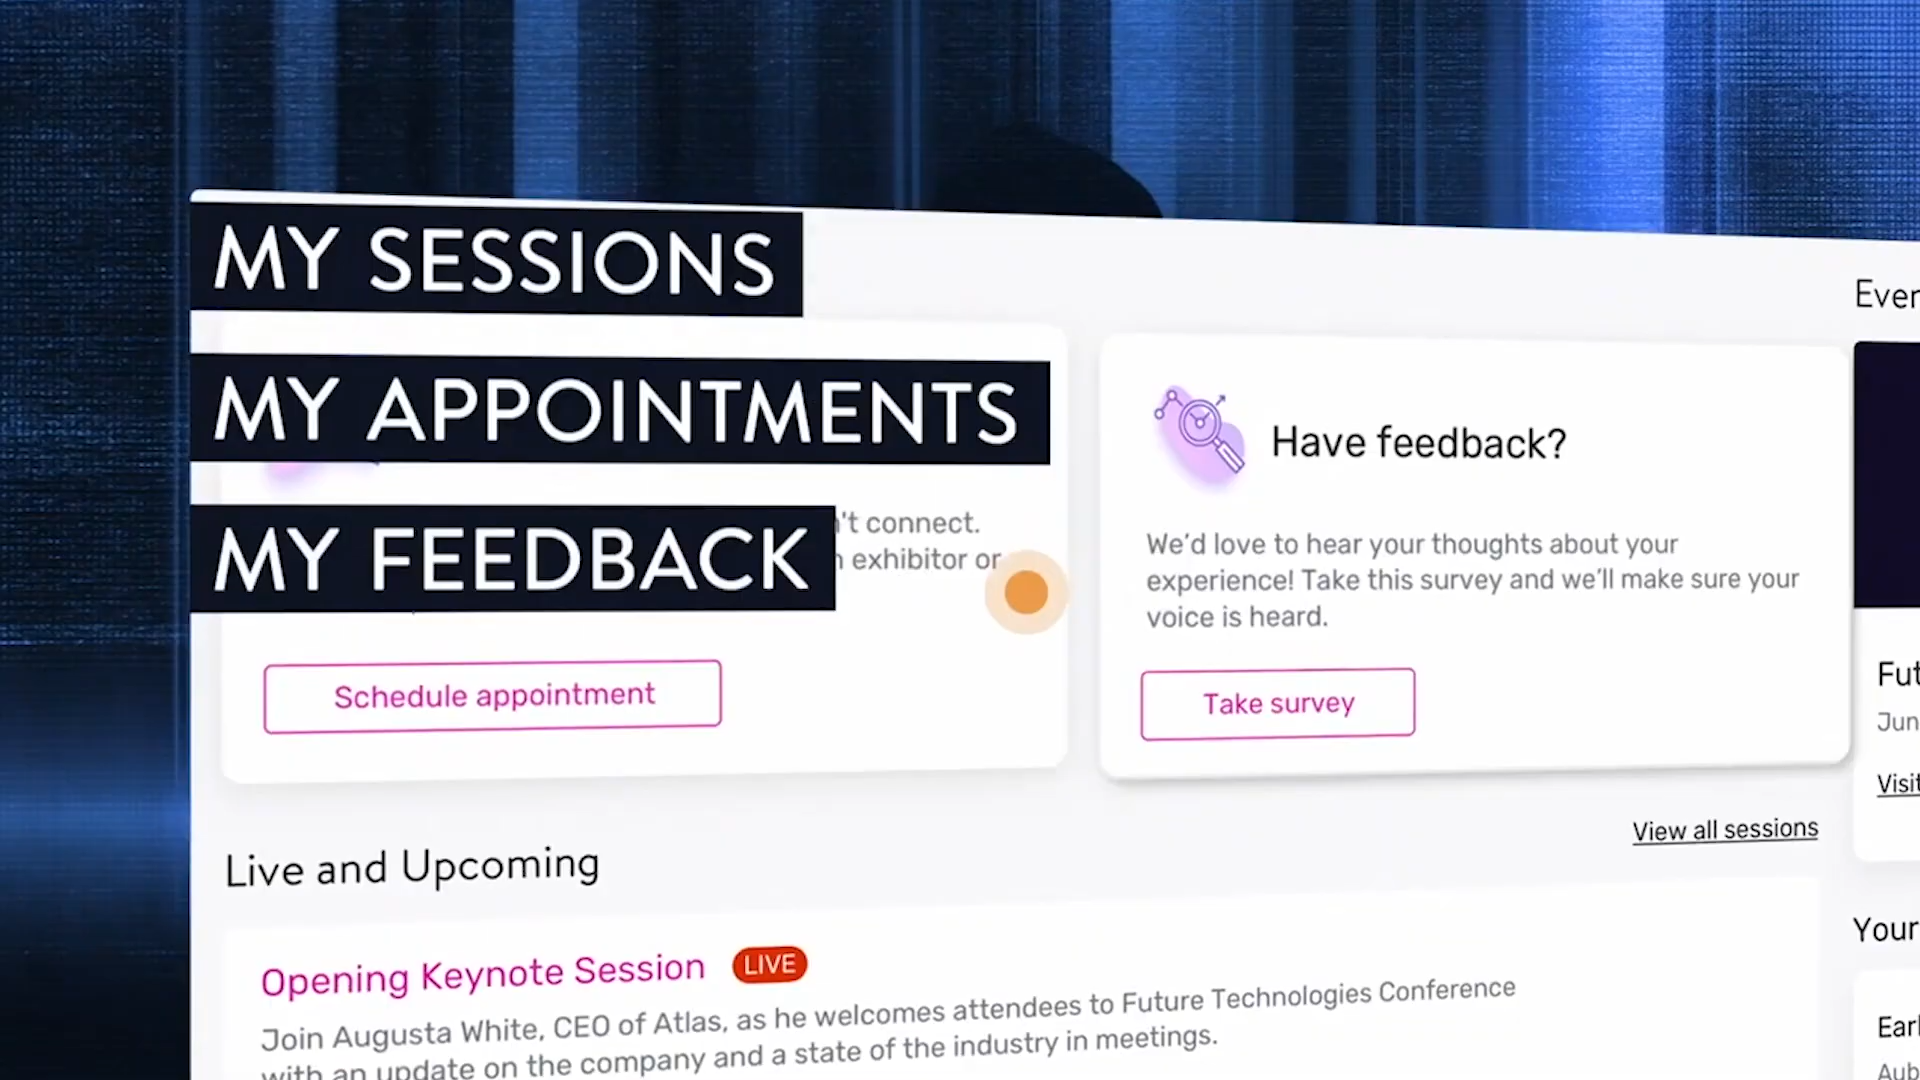 MY SESSIONS
MY APPOINTMENTS
MY FEEDBACK
connect.
exhibitor or
Schedule appointment
Have feedback?
We'd love to hear your thoughts about your
experience! Take this survey and we'll make sure your
voice is heard.
Take survey
View all sessions
Live and Upcoming
Opening Keynote Session LIVE
Join Augusta White, CEO of Atlas, as he welcomes attendees to Future Technologies Conference
with an update on the company and a state of the industry in meetings.
Jun
Visit
Your